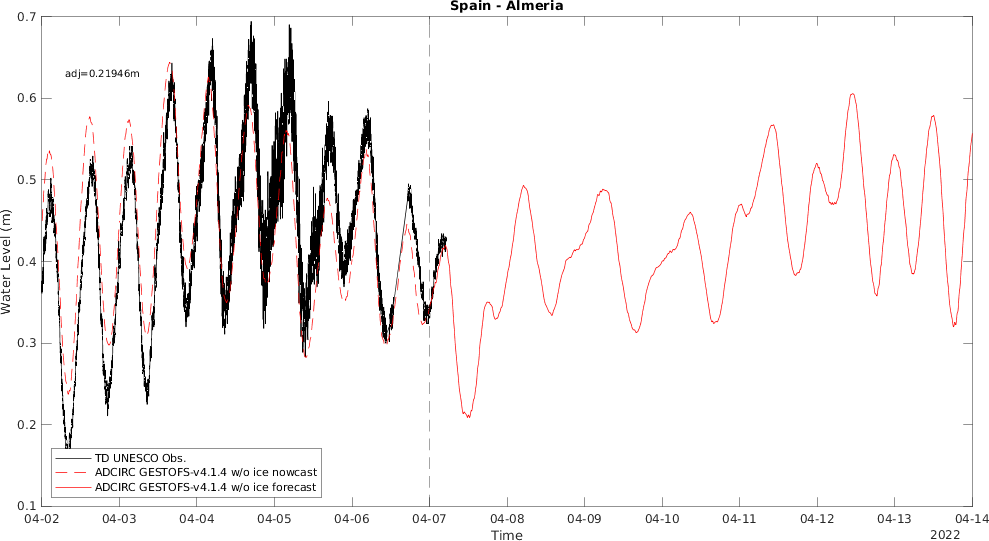 Spain - Almeria
0.7
adj=0.21946m
0.6
0.5
0.4
0.3
0.2
0.1
Water Level (m)
TD UNESCO Obs.
ADCIRC GESTOFS-v4.1.4 w/o ice nowcast
ADCIRC GESTOFS-v4.1.4 w/o ice forecast
04-02 04-03 04-04 04-05 04-06 04-07 04-08 04-09 04-10 04-11 04-12 04-13 04-14
Time
2022